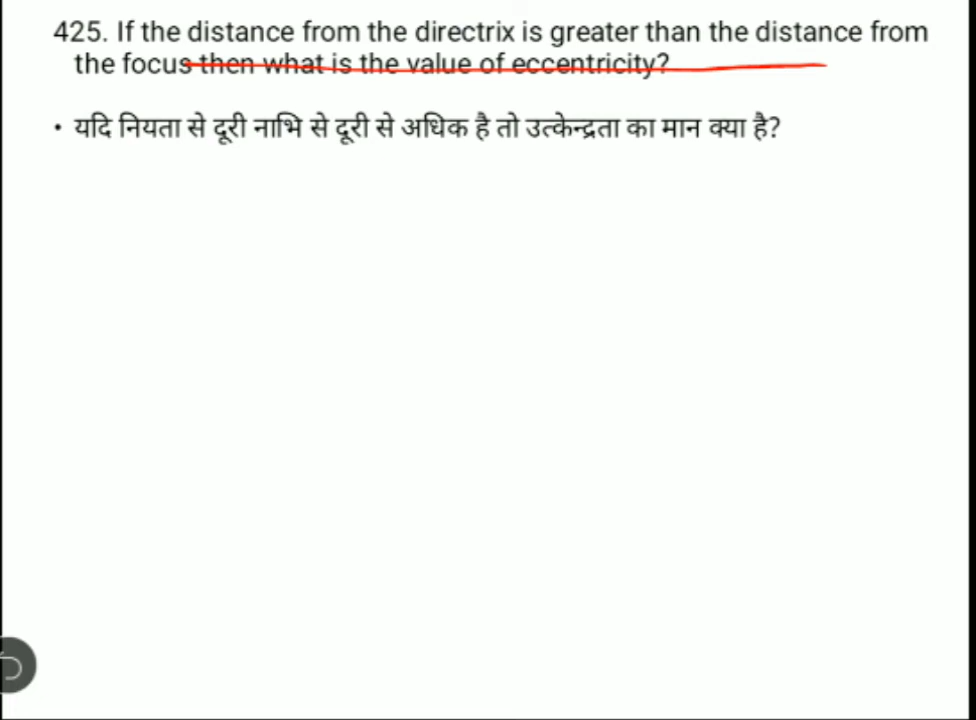 425. If the distance from the directrix is greater than the distance from
the focus then what is the value of eccentricity?
• यदि नियता से दूरी नाभि से दूरी से अधिक है तो उत्केन्द्रता का मान क्या है?